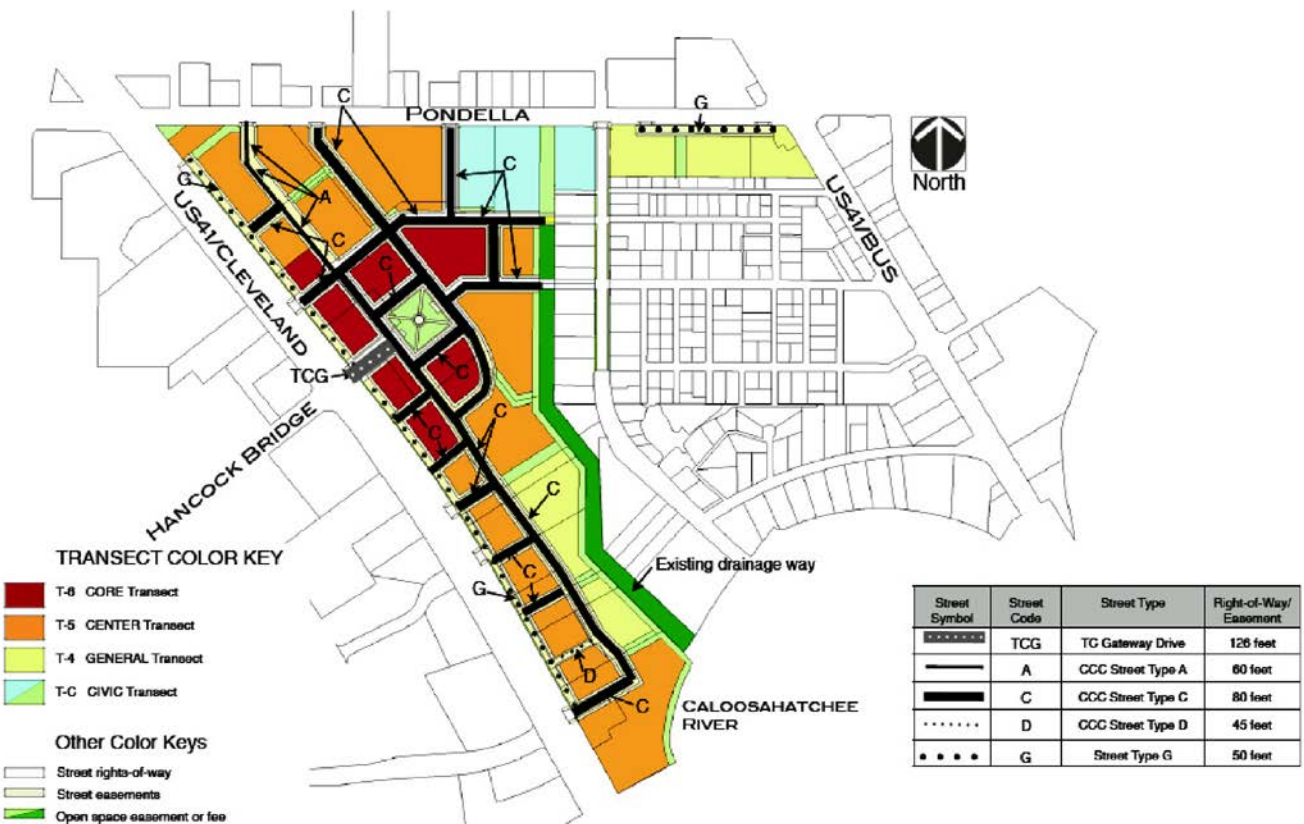 C
PONDELLA
G
North
C
G
A
US41/CLEVELAND
C
US41/BUS
C
TCG
C
HANCOCK BRIDGE
C
C
C
TRANSECT COLOR KEY
T-6 CORE Transect
T-5 CENTER Transect
T-4 GENERAL Transect
T-C CIVIC Transect
Other Color Keys
Street rights-of-way
Street easements
Open space easement or fee
G
C
Existing drainage way
D
C
CALOOSAHATCHEE
RIVER
Street Symbol Street Code Street Type Right-of-Way/ Easement
TCG TC Gateway Drive 126 feet
A CCC Street Type A 60 feet
C CCC Street Type C 80 feet
D CCC Street Type D 45 feet
G Street Type G 50 feet